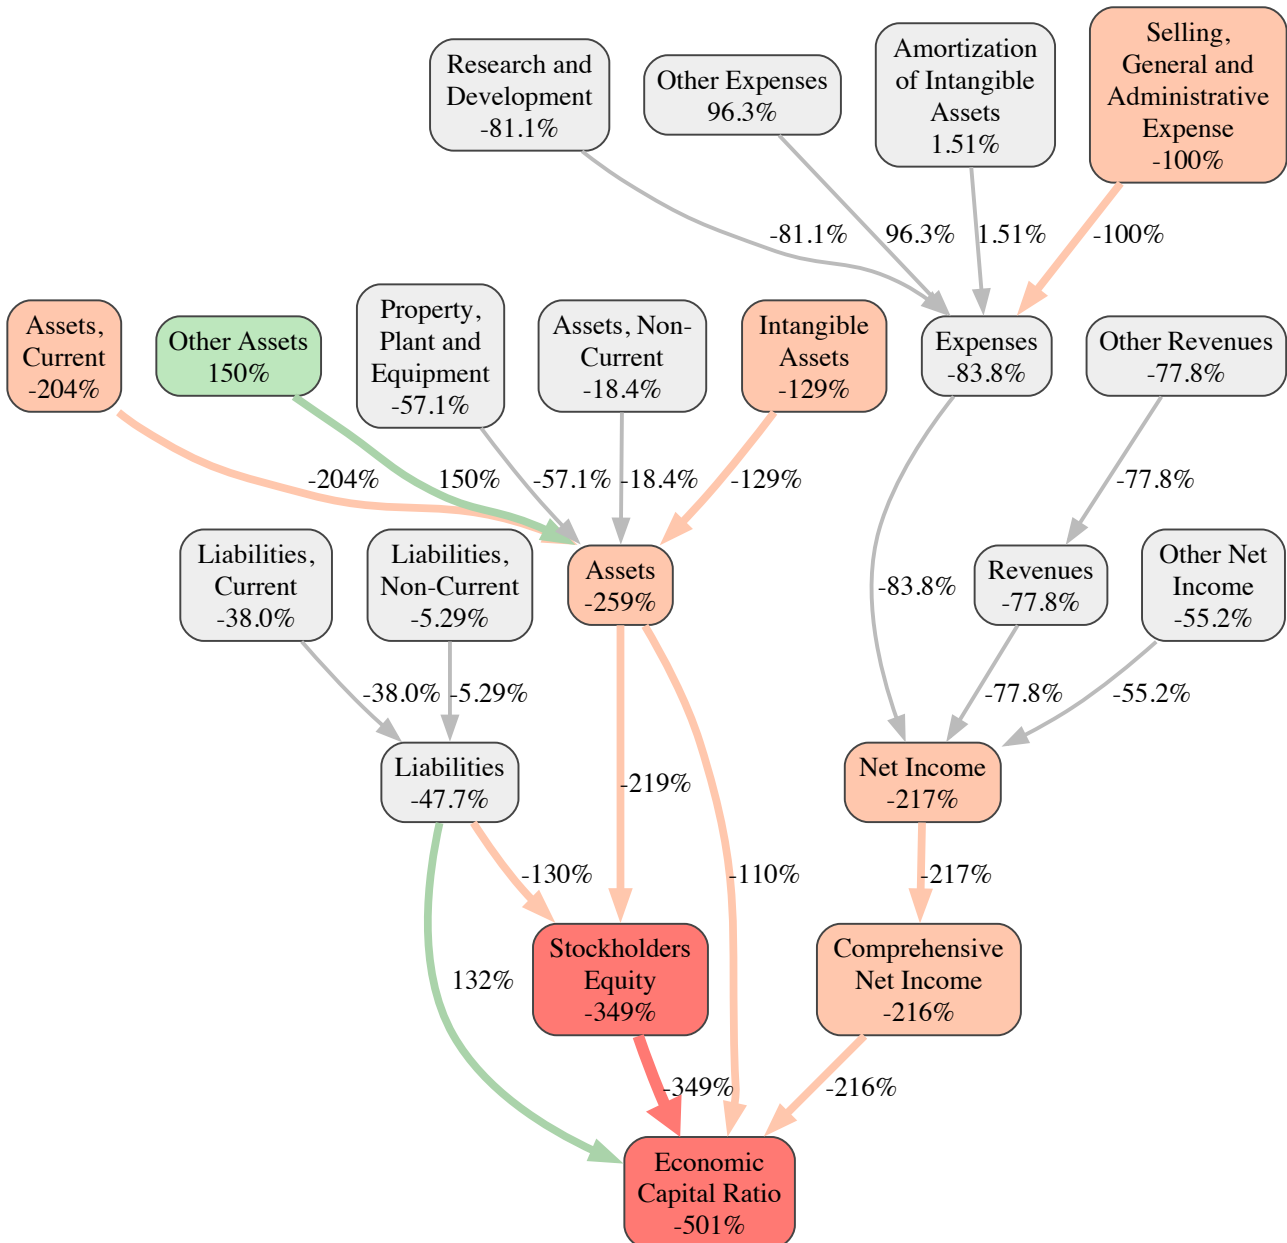 Research and
Development
-81.1%
Other Expenses
96.3%
Amortization
of Intangible
Assets
1.51%
Selling,
General and
Administrative
Expense
-100%
-81.1%
96.3%
1.51%
-100%
Assets,
Current
-204%
Other Assets
150%
Property,
Plant and
Equipment
-57.1%
Assets, Non-
Current
-18.4%
Intangible
Assets
-129%
Expenses
-83.8%
Other Revenues
-77.8%
-204%
150%
-57.1%
-18.4%
-129%
-77.8%
Liabilities,
Current
-38.0%
Liabilities,
Non-Current
-5.29%
Assets
-259%
-83.8%
Revenues
-77.8%
Other Net
Income
-55.2%
-38.0%
-5.29%
-77.8%
-55.2%
Liabilities
-47.7%
-219%
Net Income
-217%
-130%
-110%
-217%
132%
Stockholders
Equity
-349%
Comprehensive
Net Income
-216%
-349%
-216%
Economic
Capital Ratio
-501%